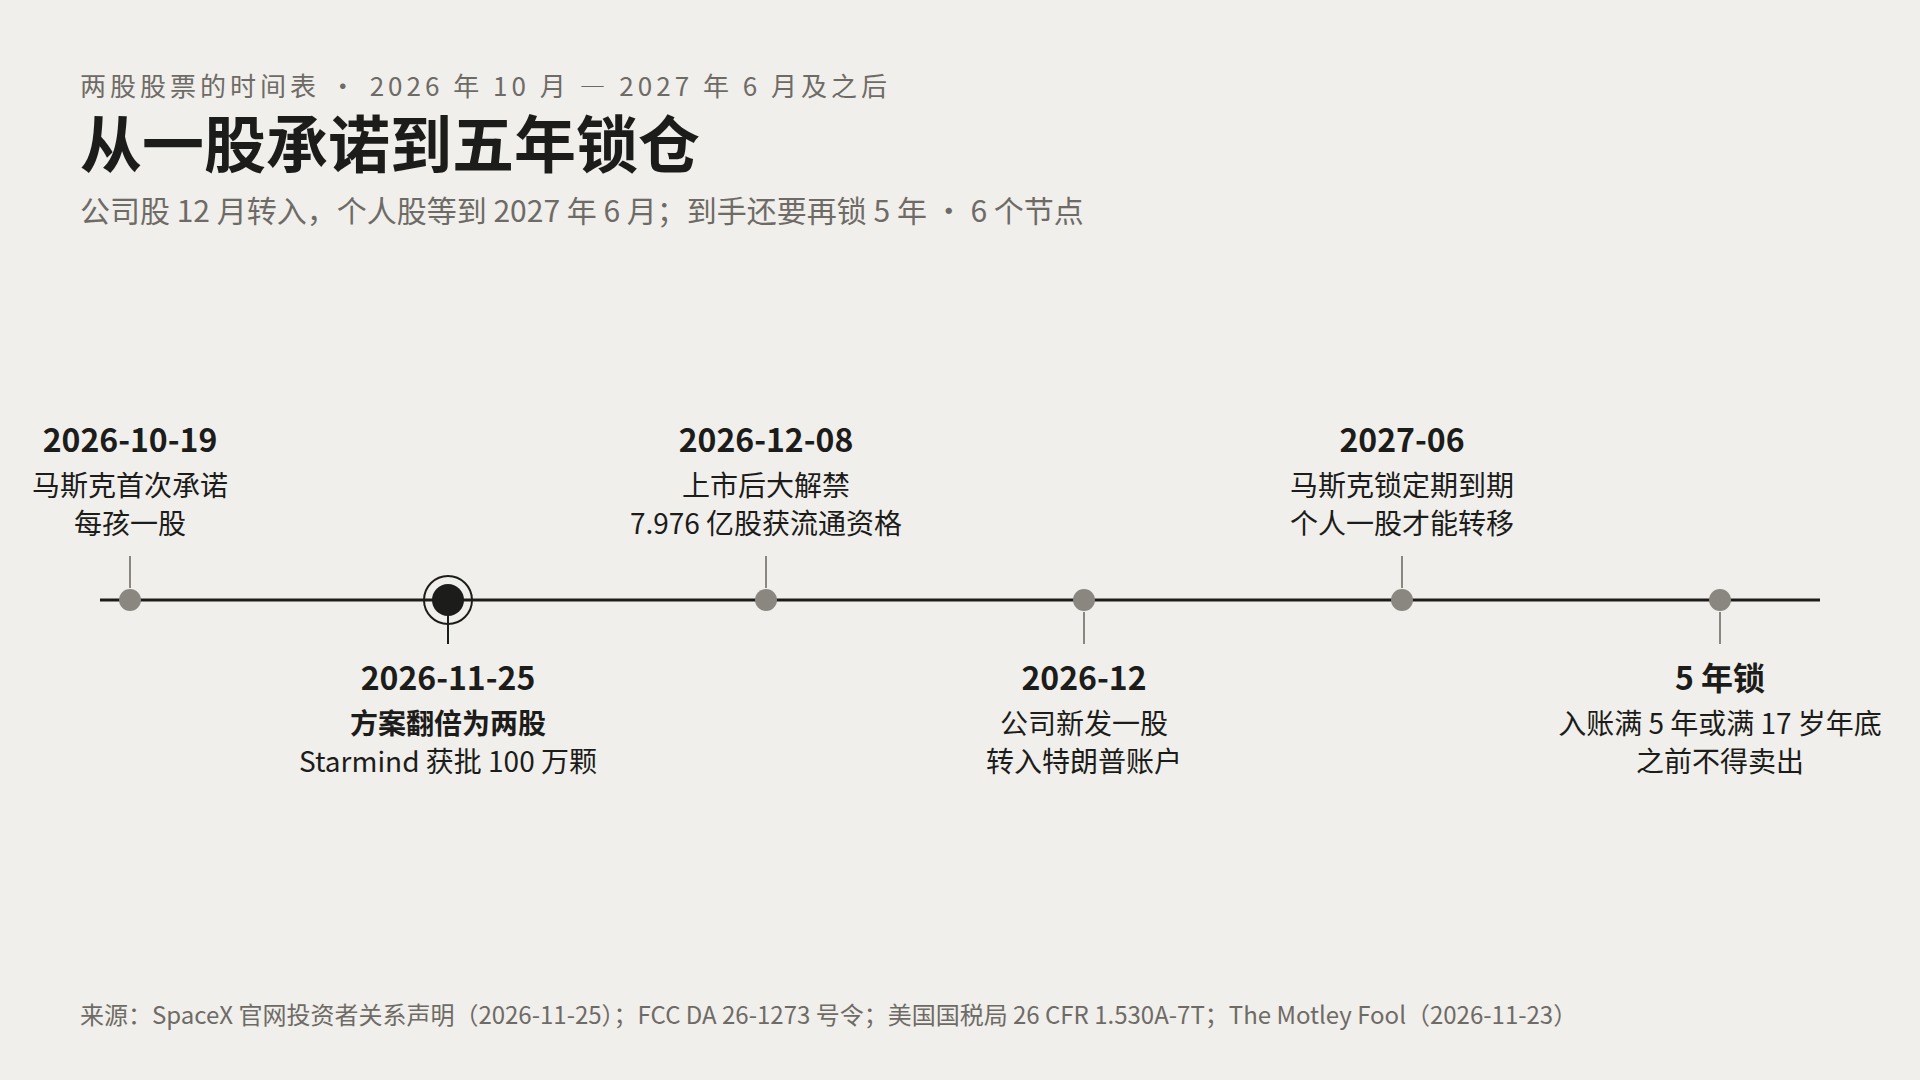 两股股票的时间表 · 2026 年 10 月 — 2027 年 6 月及之后
从一股承诺到五年锁仓
公司股 12 月转入，个人股等到 2027 年 6 月；到手还要再锁 5 年 · 6 个节点
2026-10-19
马斯克首次承诺
每孩一股
2026-11-25
方案翻倍为两股
Starmind 获批 100 万颗
2026-12-08
上市后大解禁
7.976 亿股获流通资格
2026-12
公司新发一股
转入特朗普账户
2027-06
马斯克锁定期到期
个人一股才能转移
5 年锁
入账满 5 年或满 17 岁年底
之前不得卖出
来源：SpaceX 官网投资者关系声明（2026-11-25）；FCC DA 26-1273 号令；美国国税局 26 CFR 1.530A-7T；The Motley Fool（2026-11-23）